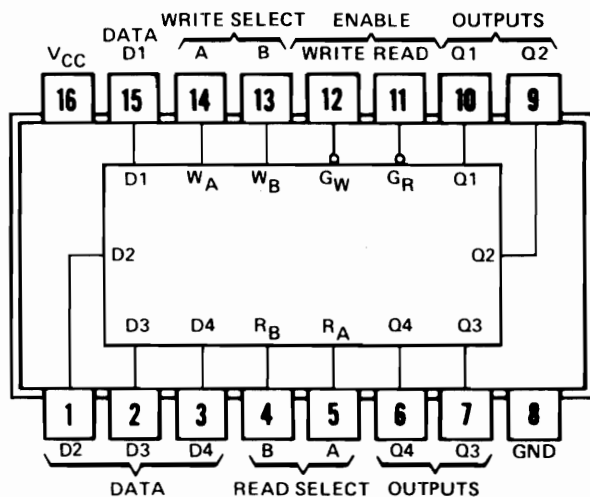 WRITE SELECT ENABLE OUTPUTS
DATA
VCC D1 A B WRITE READ Q1 Q2
16 15 14 13 12 11 10 9
D1 WA WB GW GR Q1
D2 Q2
D3 D4 RB RA Q4 Q3
1 2 3 4 5 6 7 8
D2 D3 D4 B A Q4 Q3 GND
DATA READ SELECT OUTPUTS